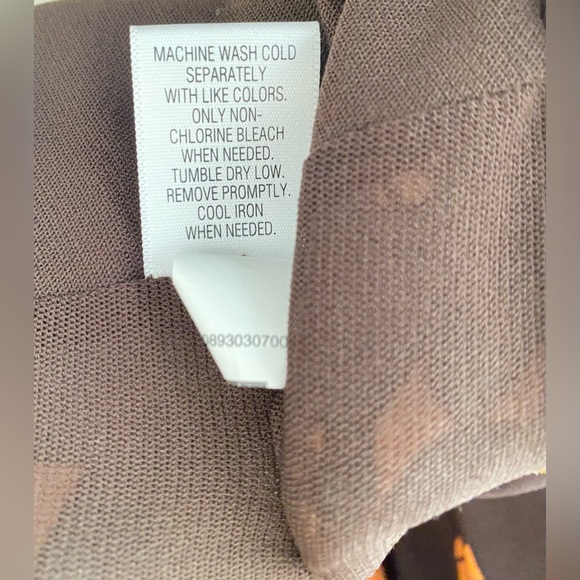 MACHINE WASH COLD
SEPARATELY
WITH LIKE COLORS.
ONLY NON-
CHLORINE BLEACH
WHEN NEEDED.
TUMBLE DRY LOW.
REMOVE PROMPTLY.
COOL IRON
WHEN NEEDED.
0893030700